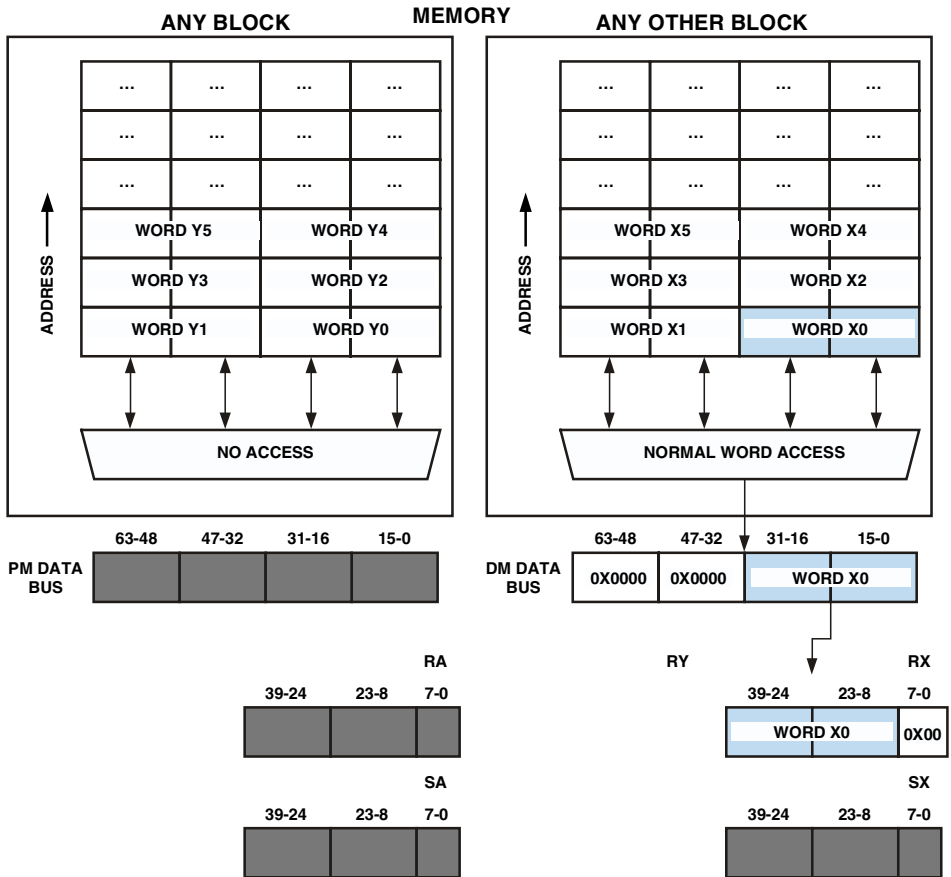 MEMORY
ANY BLOCK
ANY OTHER BLOCK
... ... ... ...
... ... ... ...
... ... ... ...
WORD Y5 WORD Y4
WORD Y3 WORD Y2
WORD Y1 WORD Y0
ADDRESS
NO ACCESS
... ... ... ...
... ... ... ...
... ... ... ...
WORD X5 WORD X4
WORD X3 WORD X2
WORD X1 WORD X0
ADDRESS
NORMAL WORD ACCESS
63-48 47-32 31-16 15-0
PM DATA
BUS
63-48 47-32 31-16 15-0
DM DATA
BUS
0X0000 0X0000 WORD X0
RA
39-24 23-8 7-0
RY RX
39-24 23-8 7-0
WORD X0 0X00
SA
39-24 23-8 7-0
SX
39-24 23-8 7-0